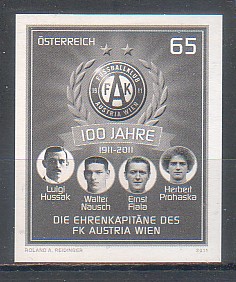 ÖSTERREICH 65
FUSSBALLKLUB
19 FAK 11
AUSTRIA WIEN
100 JAHRE
1911-2011
Luigi Hussak
Walter Nausch
Ernst Fiala
Herbert Prohaska
DIE EHRENKAPITÄNE DES
FK AUSTRIA WIEN
ROLAND A. REIDINGER 2011